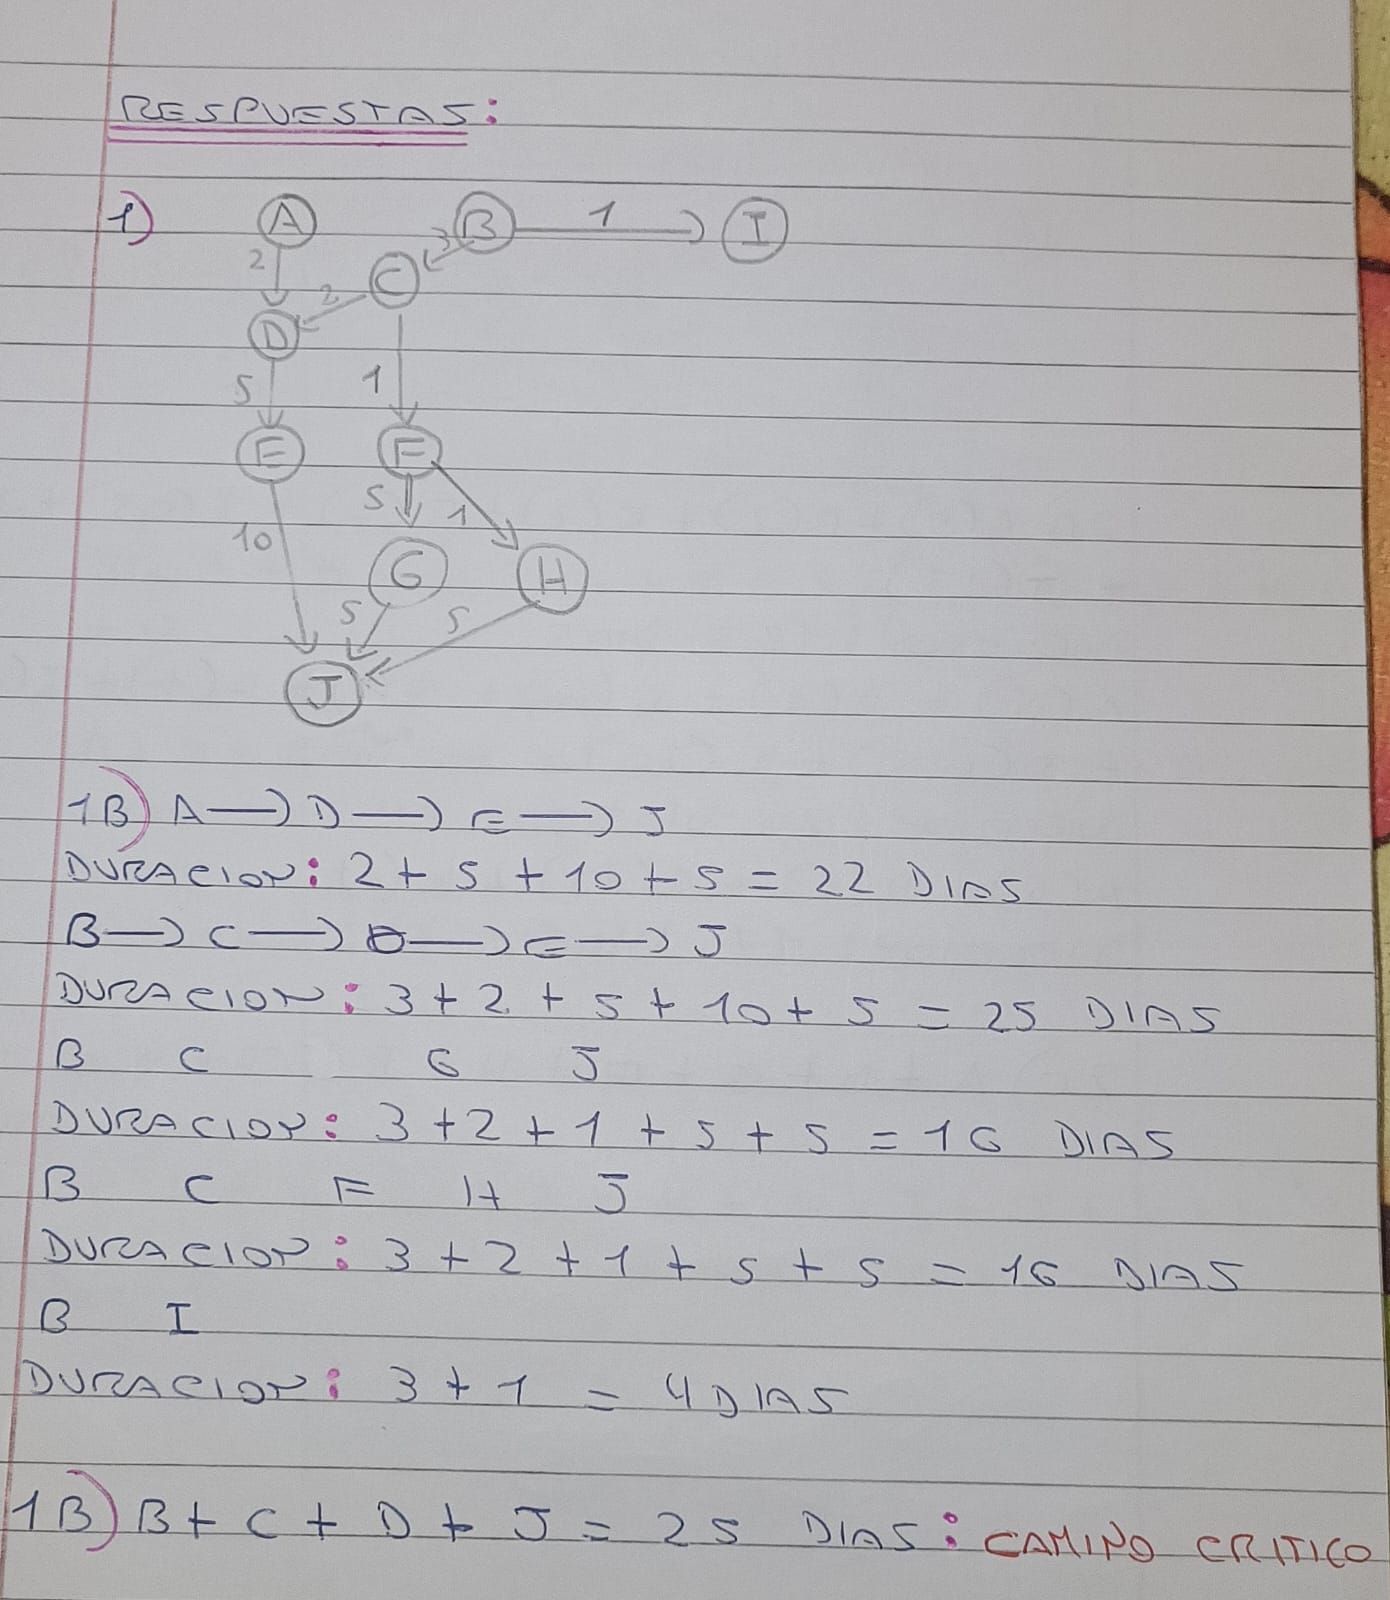 RESPUESTAS:
1) A B 1 I
3
2 C
2
D
5 1
E F
5 1
10
G H
5 5
J
1B) A → D → E → J
DURACION: 2 + 5 + 10 + 5 = 22 DIAS
B → C → D → E → J
DURACION: 3 + 2 + 5 + 10 + 5 = 25 DIAS
B C G J
DURACION: 3 + 2 + 1 + 5 + 5 = 16 DIAS
B C F H J
DURACION: 3 + 2 + 1 + 5 + 5 = 16 DIAS
B I
DURACION: 3 + 1 = 4 DIAS
1B) B + C + D + J = 25 DIAS: CAMINO CRITICO